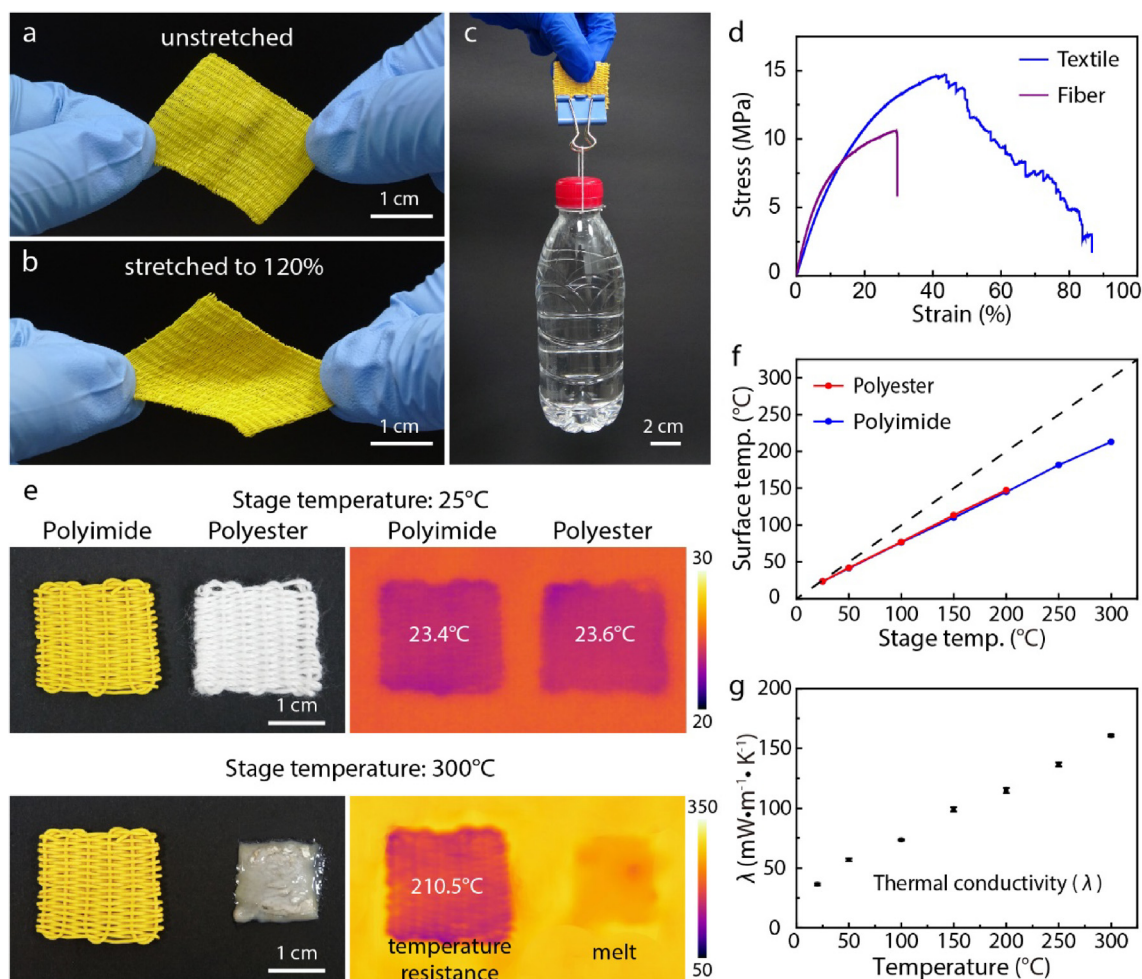 a
unstretched
1 cm
b
stretched to 120%
1 cm
c
2 cm
d
Textile
Fiber
Stress (MPa)
15
10
5
0
0 20 40 60 80 100
Strain (%)
e
Stage temperature: 25°C
Polyimide Polyester Polyimide Polyester
1 cm
23.4°C 23.6°C
30
20
Stage temperature: 300°C
1 cm
210.5°C
temperature
resistance
melt
350
50
f
Polyester
Polyimide
Surface temp. (°C)
300
250
200
150
100
50
0
0 50 100 150 200 250 300
Stage temp. (°C)
g
λ (mW•m⁻¹• K⁻¹)
200
150
100
50
0
Thermal conductivity (λ)
0 50 100 150 200 250 300
Temperature (°C)